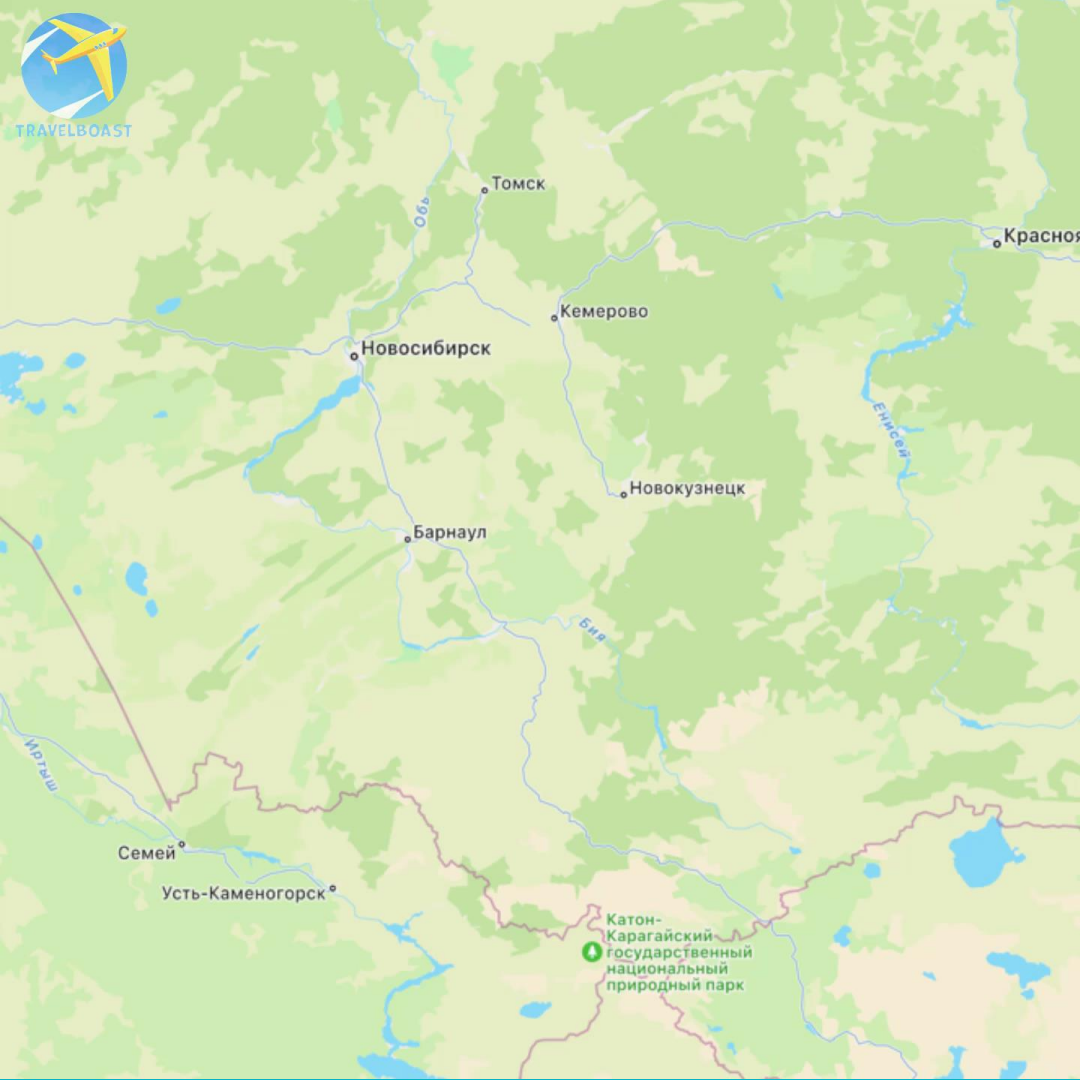 TRAVELBOAST
Томск
Обь
Красноя
Кемерово
Новосибирск
Енисей
Новокузнецк
Барнаул
Бия
Иртыш
Семей
Усть-Каменогорск
Катон-
Карагайский
государственный
национальный
природный парк